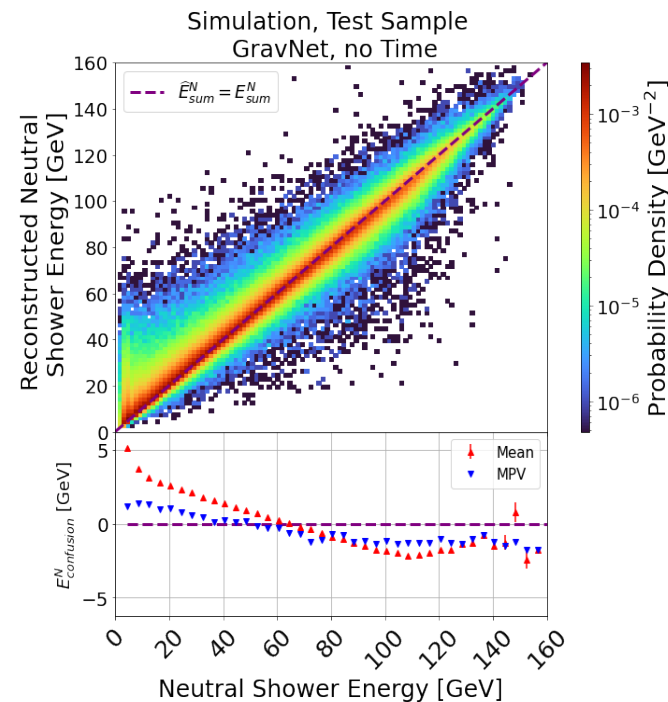 Simulation, Test Sample
GravNet, no Time
Reconstructed Neutral
Shower Energy [GeV]
160
140
120
100
80
60
40
20
0
Ê^N_sum = E^N_sum
Probability Density [GeV⁻²]
10⁻³
10⁻⁴
10⁻⁵
10⁻⁶
E^N_confusion [GeV]
5
0
−5
Mean
MPV
0 20 40 60 80 100 120 140 160
Neutral Shower Energy [GeV]